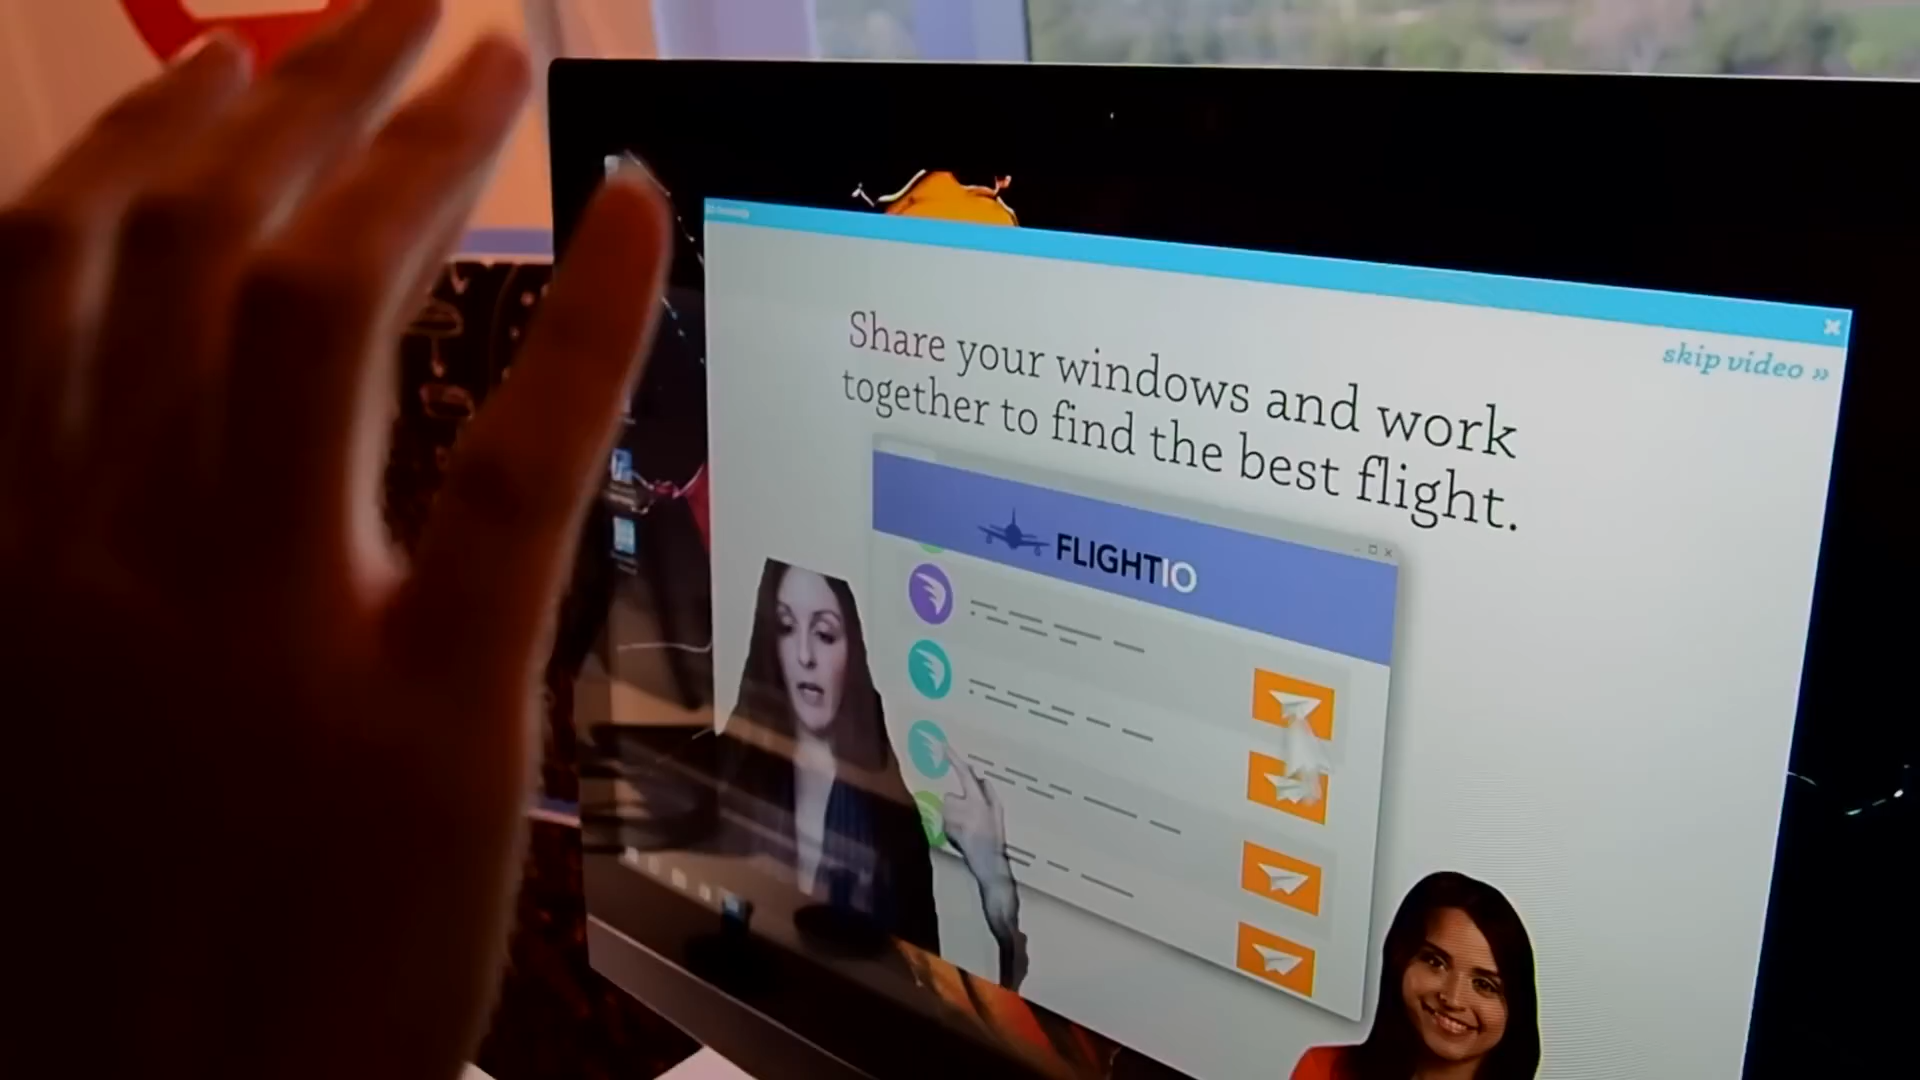 skip video »
Share your windows and work
together to find the best flight.
FLIGHTIO